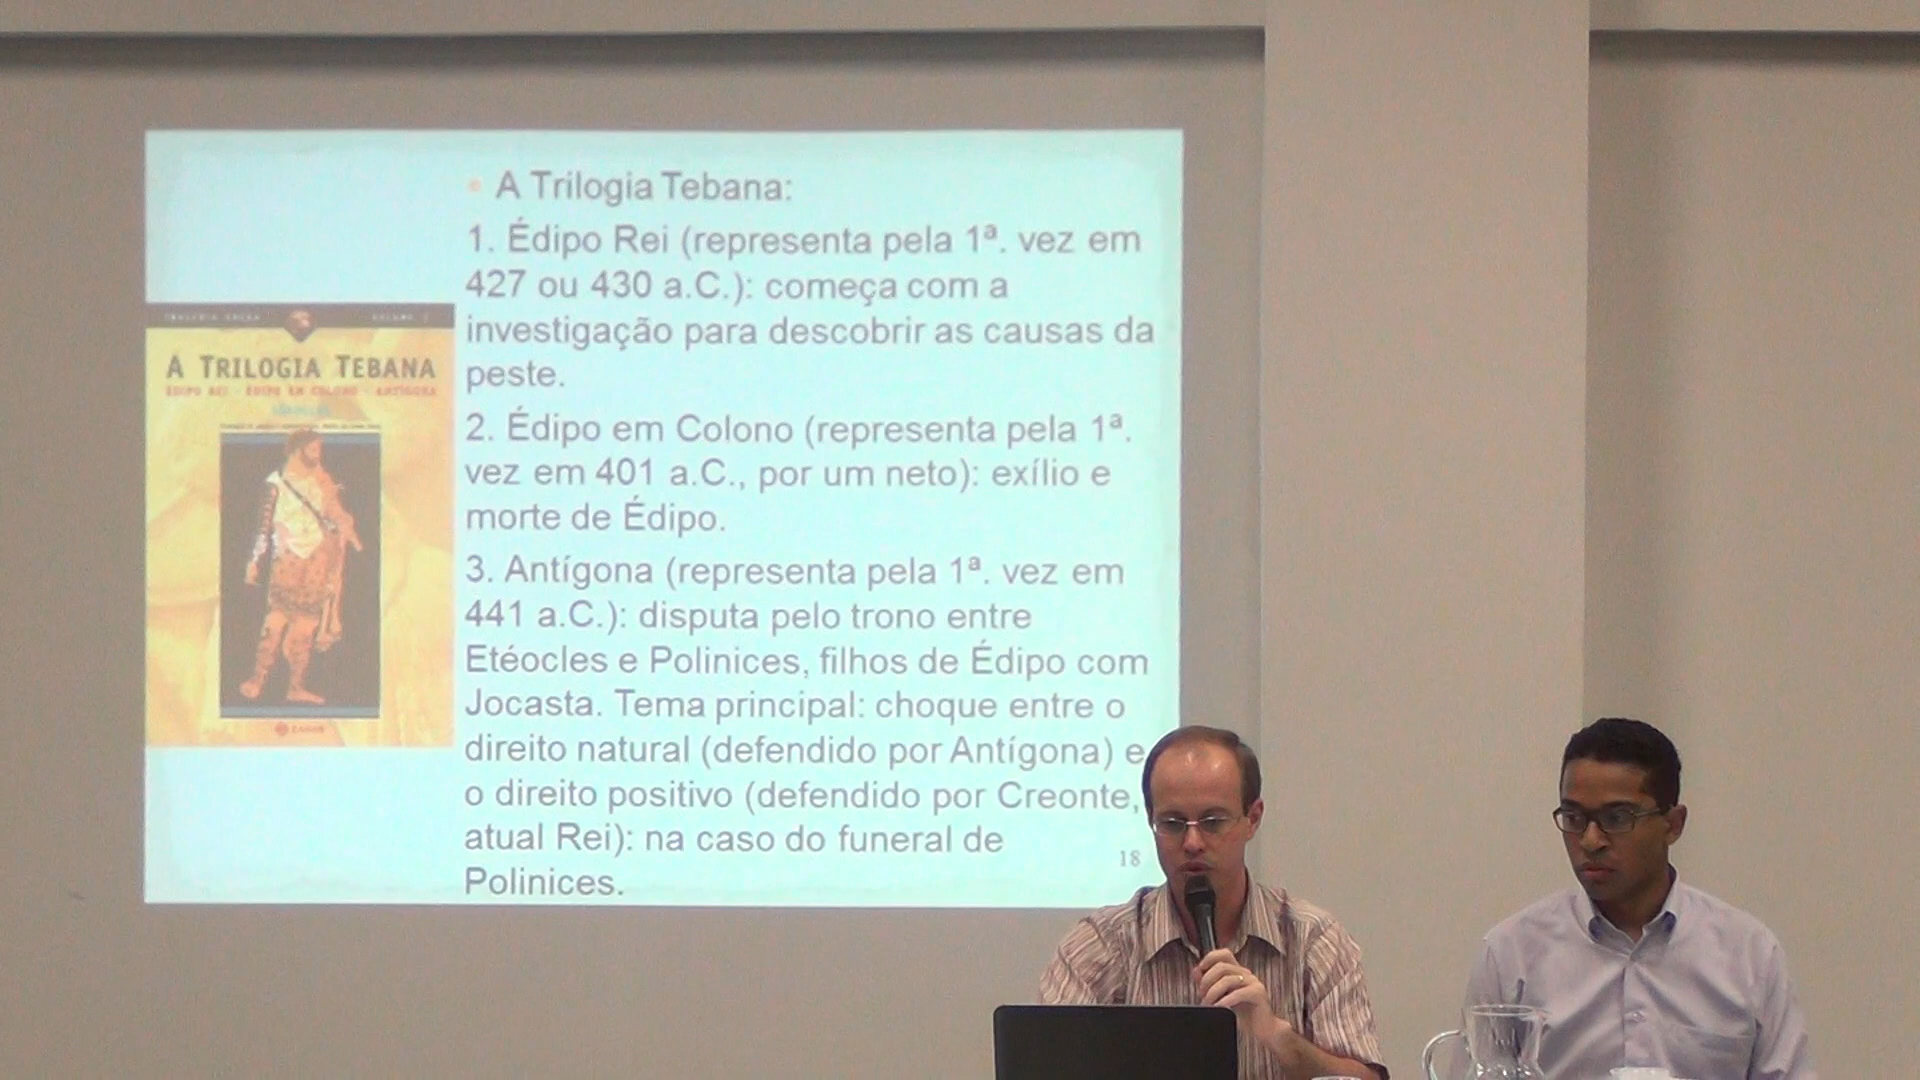 A Trilogia Tebana:
1. Édipo Rei (representa pela 1ª. vez em
427 ou 430 a.C.): começa com a
investigação para descobrir as causas da
peste.
2. Édipo em Colono (representa pela 1ª.
vez em 401 a.C., por um neto): exílio e
morte de Édipo.
3. Antígona (representa pela 1ª. vez em
441 a.C.): disputa pelo trono entre
Etéocles e Polinices, filhos de Édipo com
Jocasta. Tema principal: choque entre o
direito natural (defendido por Antígona) e
o direito positivo (defendido por Creonte,
atual Rei): na caso do funeral de
Polinices.
18
A TRILOGIA TEBANA
ÉDIPO REI · ÉDIPO EM COLONO · ANTÍGONA